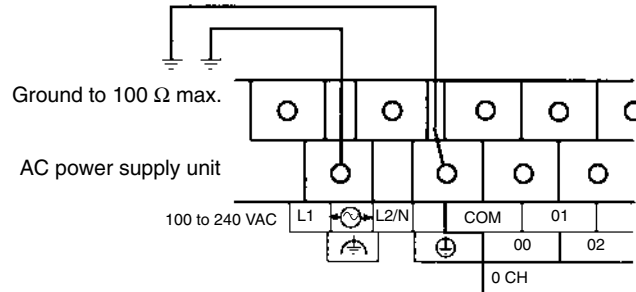 Ground to 100 Ω max.
AC power supply unit
100 to 240 VAC
L1
L2/N
COM
01
00
02
0 CH